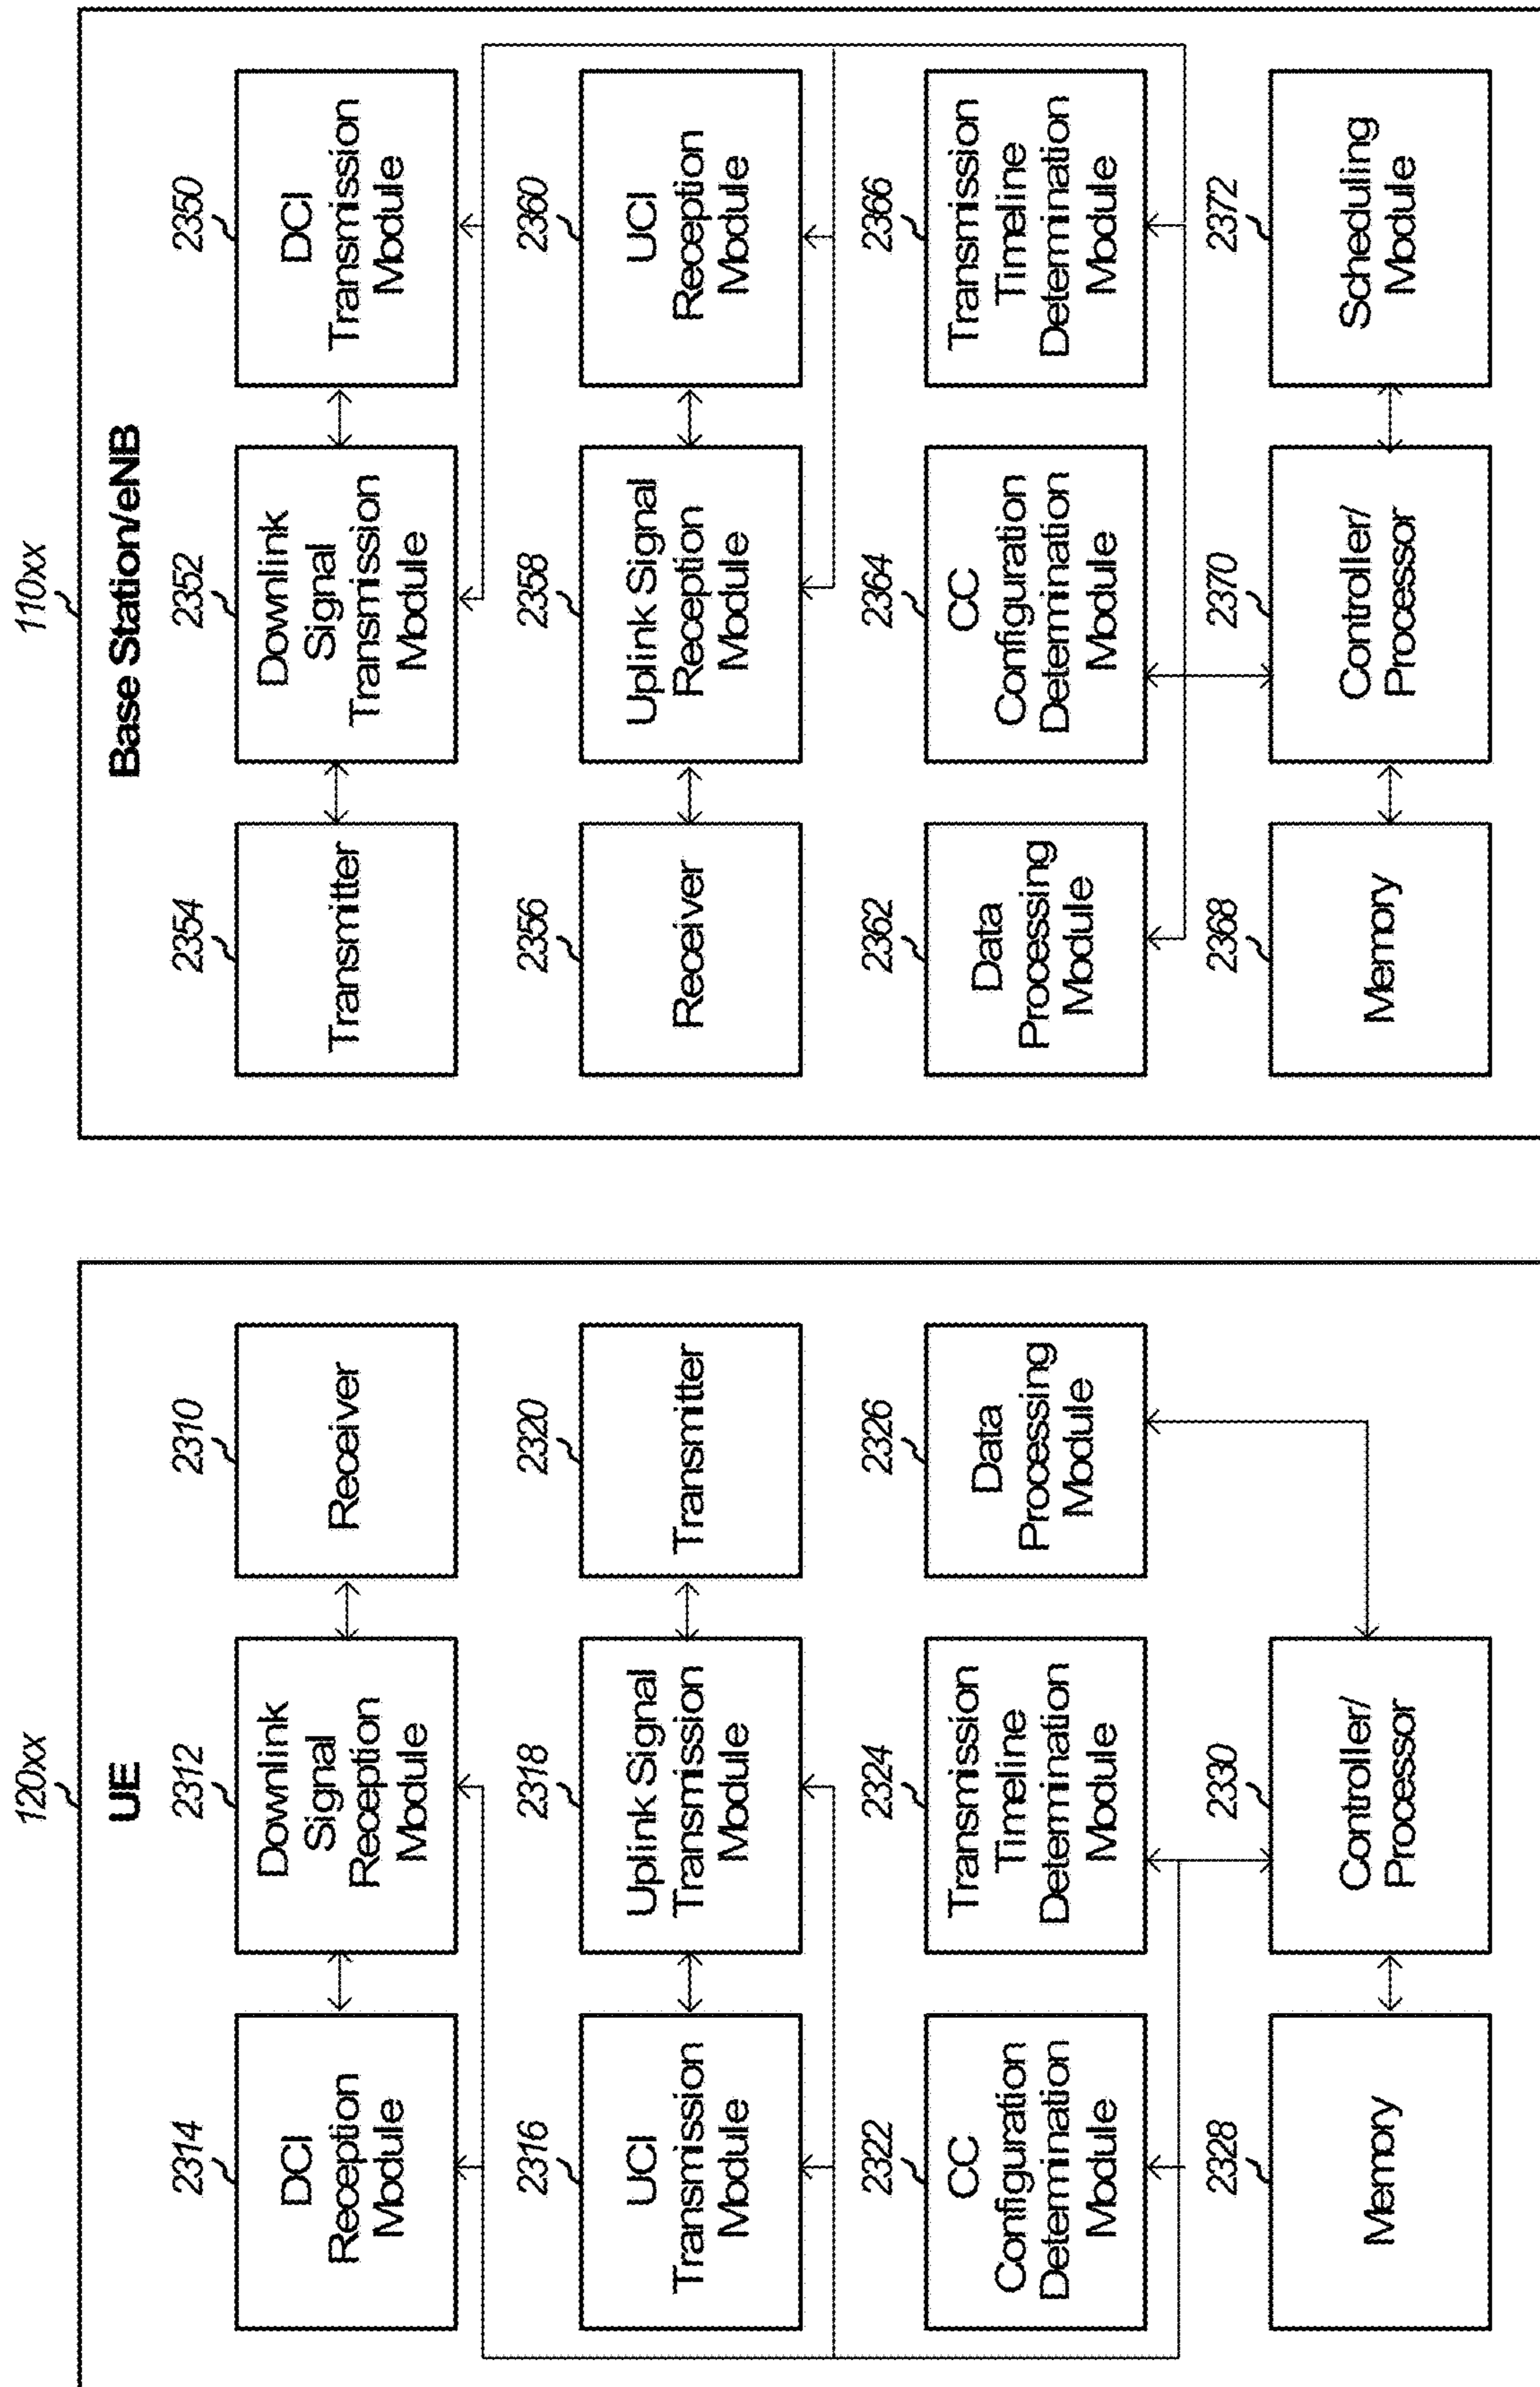 120xx
UE
2314
DCI
Reception
Module
2312
Downlink
Signal
Reception
Module
2310
Receiver
2316
UCI
Transmission
Module
2318
Uplink Signal
Transmission
Module
2320
Transmitter
2322
CC
Configuration
Determination
Module
2324
Transmission
Timeline
Determination
Module
2326
Data
Processing
Module
2328
Memory
2330
Controller/
Processor
110xx
Base Station/eNB
2354
Transmitter
2352
Downlink
Signal
Transmission
Module
2350
DCI
Transmission
Module
2356
Receiver
2358
Uplink Signal
Reception
Module
2360
UCI
Reception
Module
2362
Data
Processing
Module
2364
CC
Configuration
Determination
Module
2366
Transmission
Timeline
Determination
Module
2368
Memory
2370
Controller/
Processor
2372
Scheduling
Module